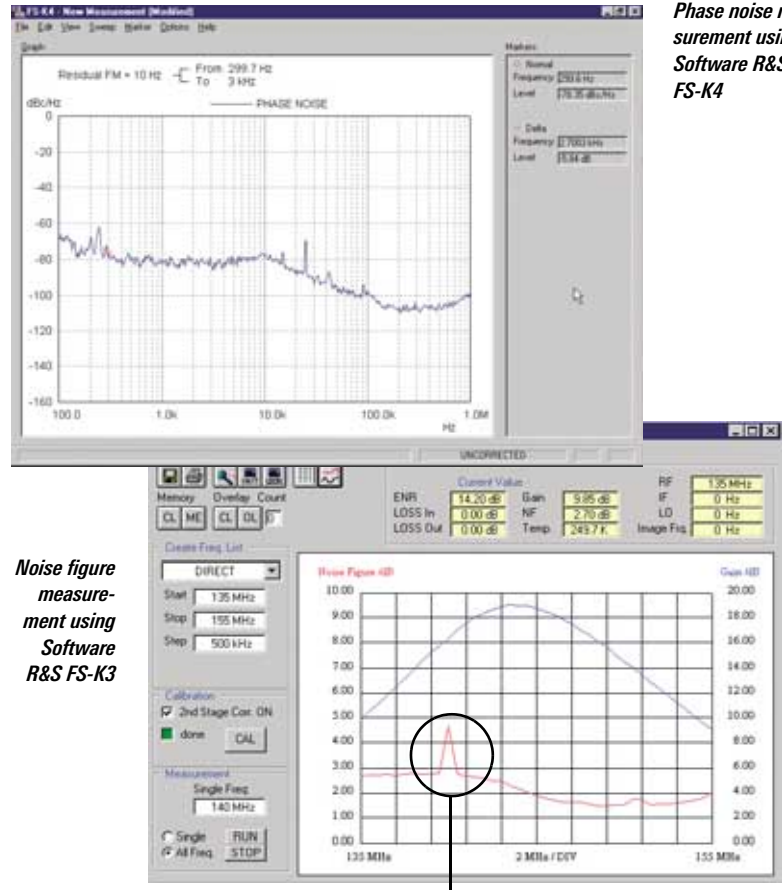 FS-K4 - New Measurement (Modified)
File Edit View Sweep Marker Options Help
Graph
Residual FM = 10 Hz
From 299.7 Hz
To 3 kHz
dBc/Hz
PHASE NOISE
0
-20
-40
-60
-80
-100
-120
-140
-160
100.0 1.0k 10.0k 100.0k 1.0M
Hz
UNCORRECTED
Markers
Normal
Frequency
Level
Delta
Frequency 2.7003 kHz
Level
Phase noise
surement
Software R&S
FS-K4
Noise figure
measure-
ment using
Software
R&S FS-K3
Memory Overlay Count
CL ME CL OL 0
Current Value
ENR 14.20 dB Gain 9.85 dB
LOSS In 0.00 dB NF 2.70 dB
LOSS Out 0.00 dB Temp. 249.7 K
RF 135 MHz
IF 0 Hz
LO 0 Hz
Image Frq. 0 Hz
Create Freq. List
DIRECT
Start 135 MHz
Stop 155 MHz
Step 500 kHz
Calibration
2nd Stage Corr. ON
done CAL
Measurement
Single Freq
140 MHz
Single RUN
All Freq. STOP
Noise Figure /dB
Gain /dB
10.00 20.00
9.00 18.00
8.00 16.00
7.00 14.00
6.00 12.00
5.00 10.00
4.00 8.00
3.00 6.00
2.00 4.00
1.00 2.00
0.00 0.00
135 MHz 2 MHz / DIV 155 MHz